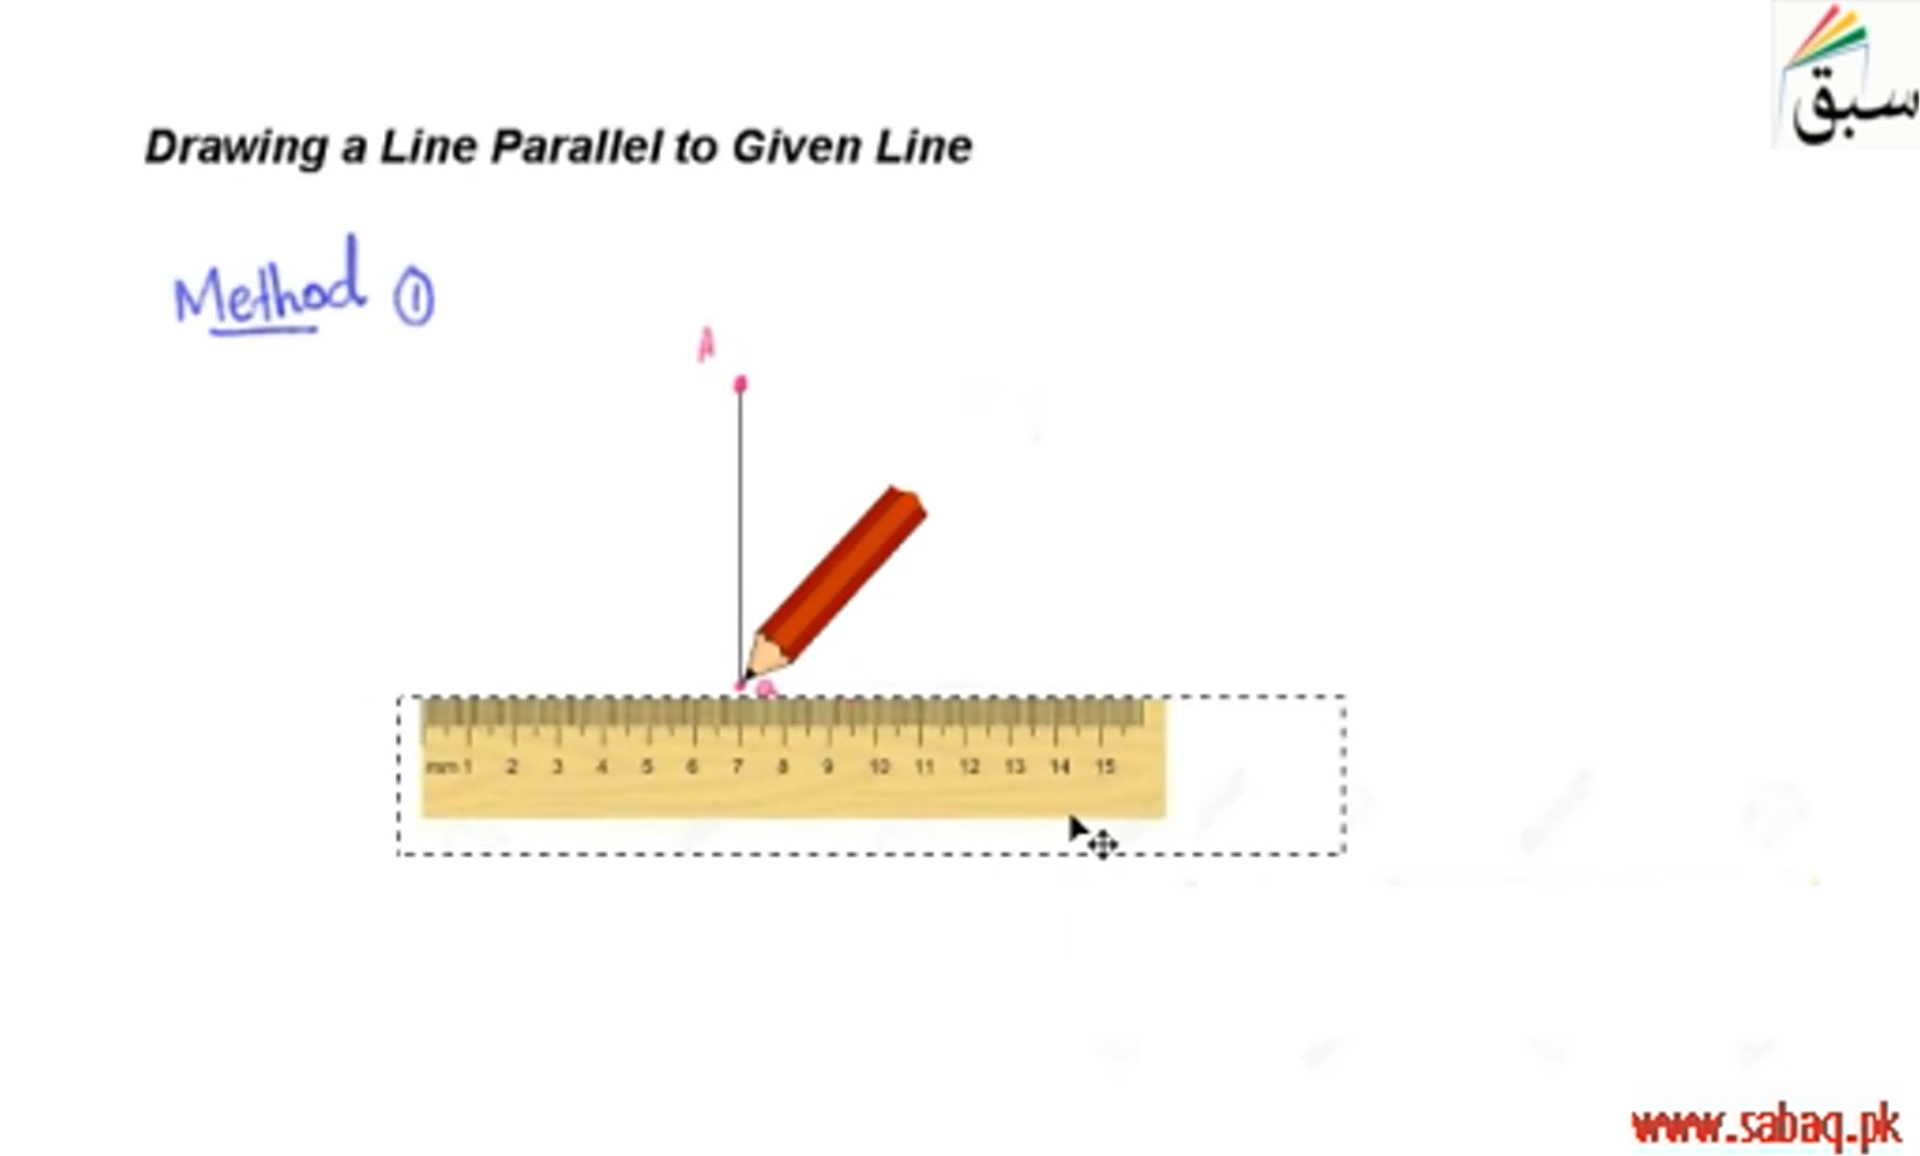 سبق
Drawing a Line Parallel to Given Line
Method ①
A
mm 1 2 3 4 5 6 7 8 9 10 11 12 13 14 15
www.sabaq.pk